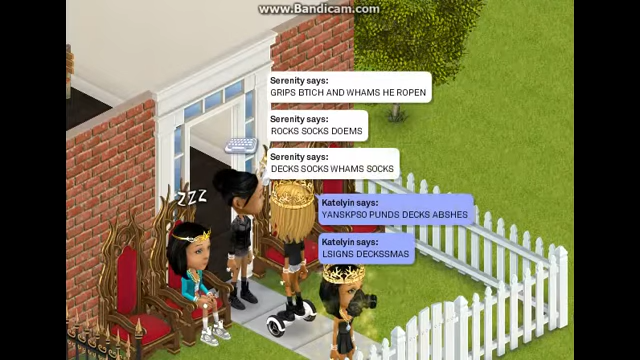 www.Bandicam.com
Serenity says:
GRIPS BTICH AND WHAMS HE ROPEN
Serenity says:
ROCKS SOCKS DOEMS
Serenity says:
DECKS SOCKS WHAMS SOCKS
ZZZ
Katelyin says:
YANSKPSO PUNDS DECKS ABSHES
Katelyin says:
LSIGNS DECKSSMAS